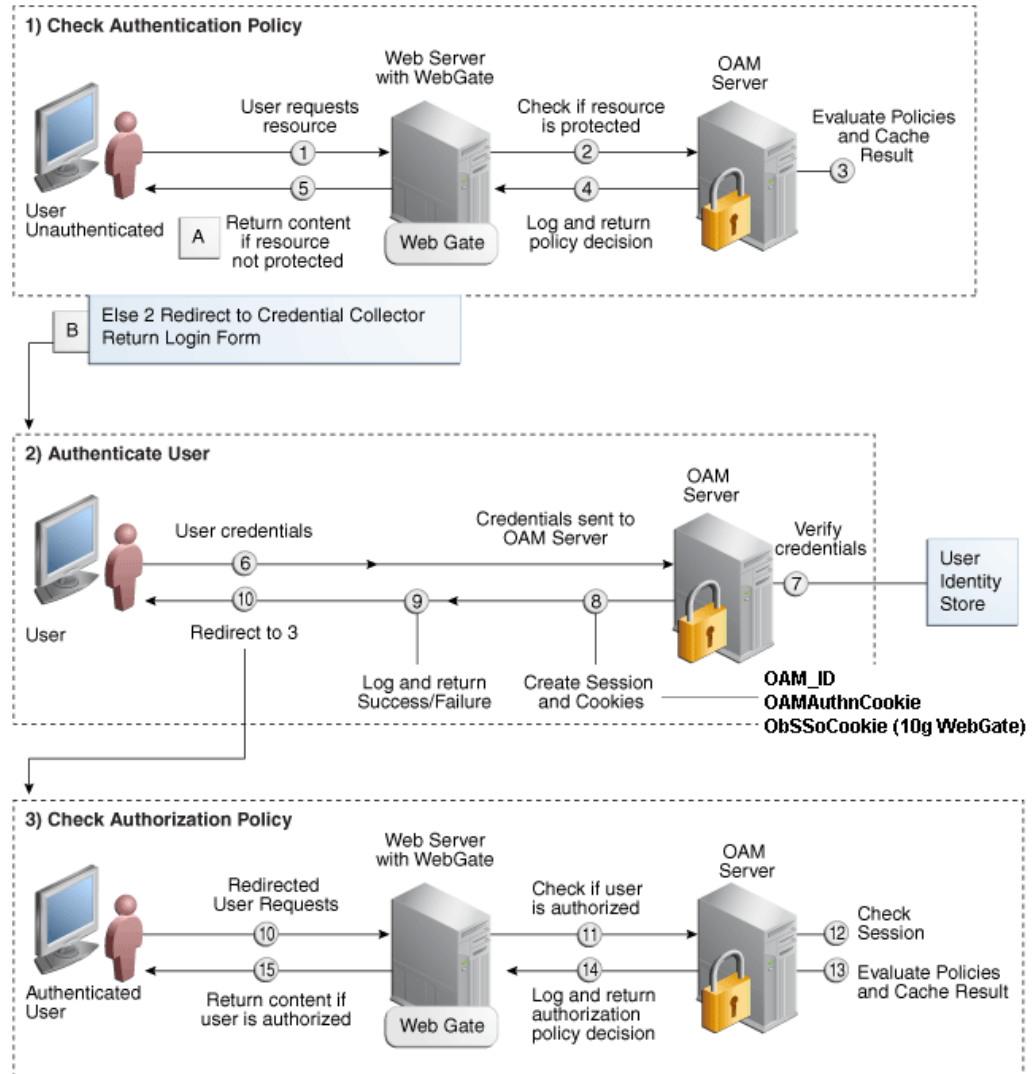 1) Check Authentication Policy
Web Server
with WebGate
OAM
Server
User requests
resource
Check if resource
is protected
Evaluate Policies
and Cache
Result
1
2
3
5
4
User
Unauthenticated
A
Return content
if resource
not protected
Web Gate
Log and return
policy decision
B
Else 2 Redirect to Credential Collector
Return Login Form
2) Authenticate User
OAM
Server
User credentials
Credentials sent to
OAM Server
Verify
credentials
User
Identity
Store
6
7
10
9
8
User
Redirect to 3
Log and return
Success/Failure
Create Session
and Cookies
OAM_ID
OAMAuthnCookie
ObSSoCookie (10g WebGate)
3) Check Authorization Policy
Web Server
with WebGate
OAM
Server
Redirected
User Requests
Check if user
is authorized
10
11
12
Check
Session
15
14
13
Evaluate Policies
and Cache Result
Authenticated
User
Return content if
user is authorized
Web Gate
Log and return
authorization
policy decision